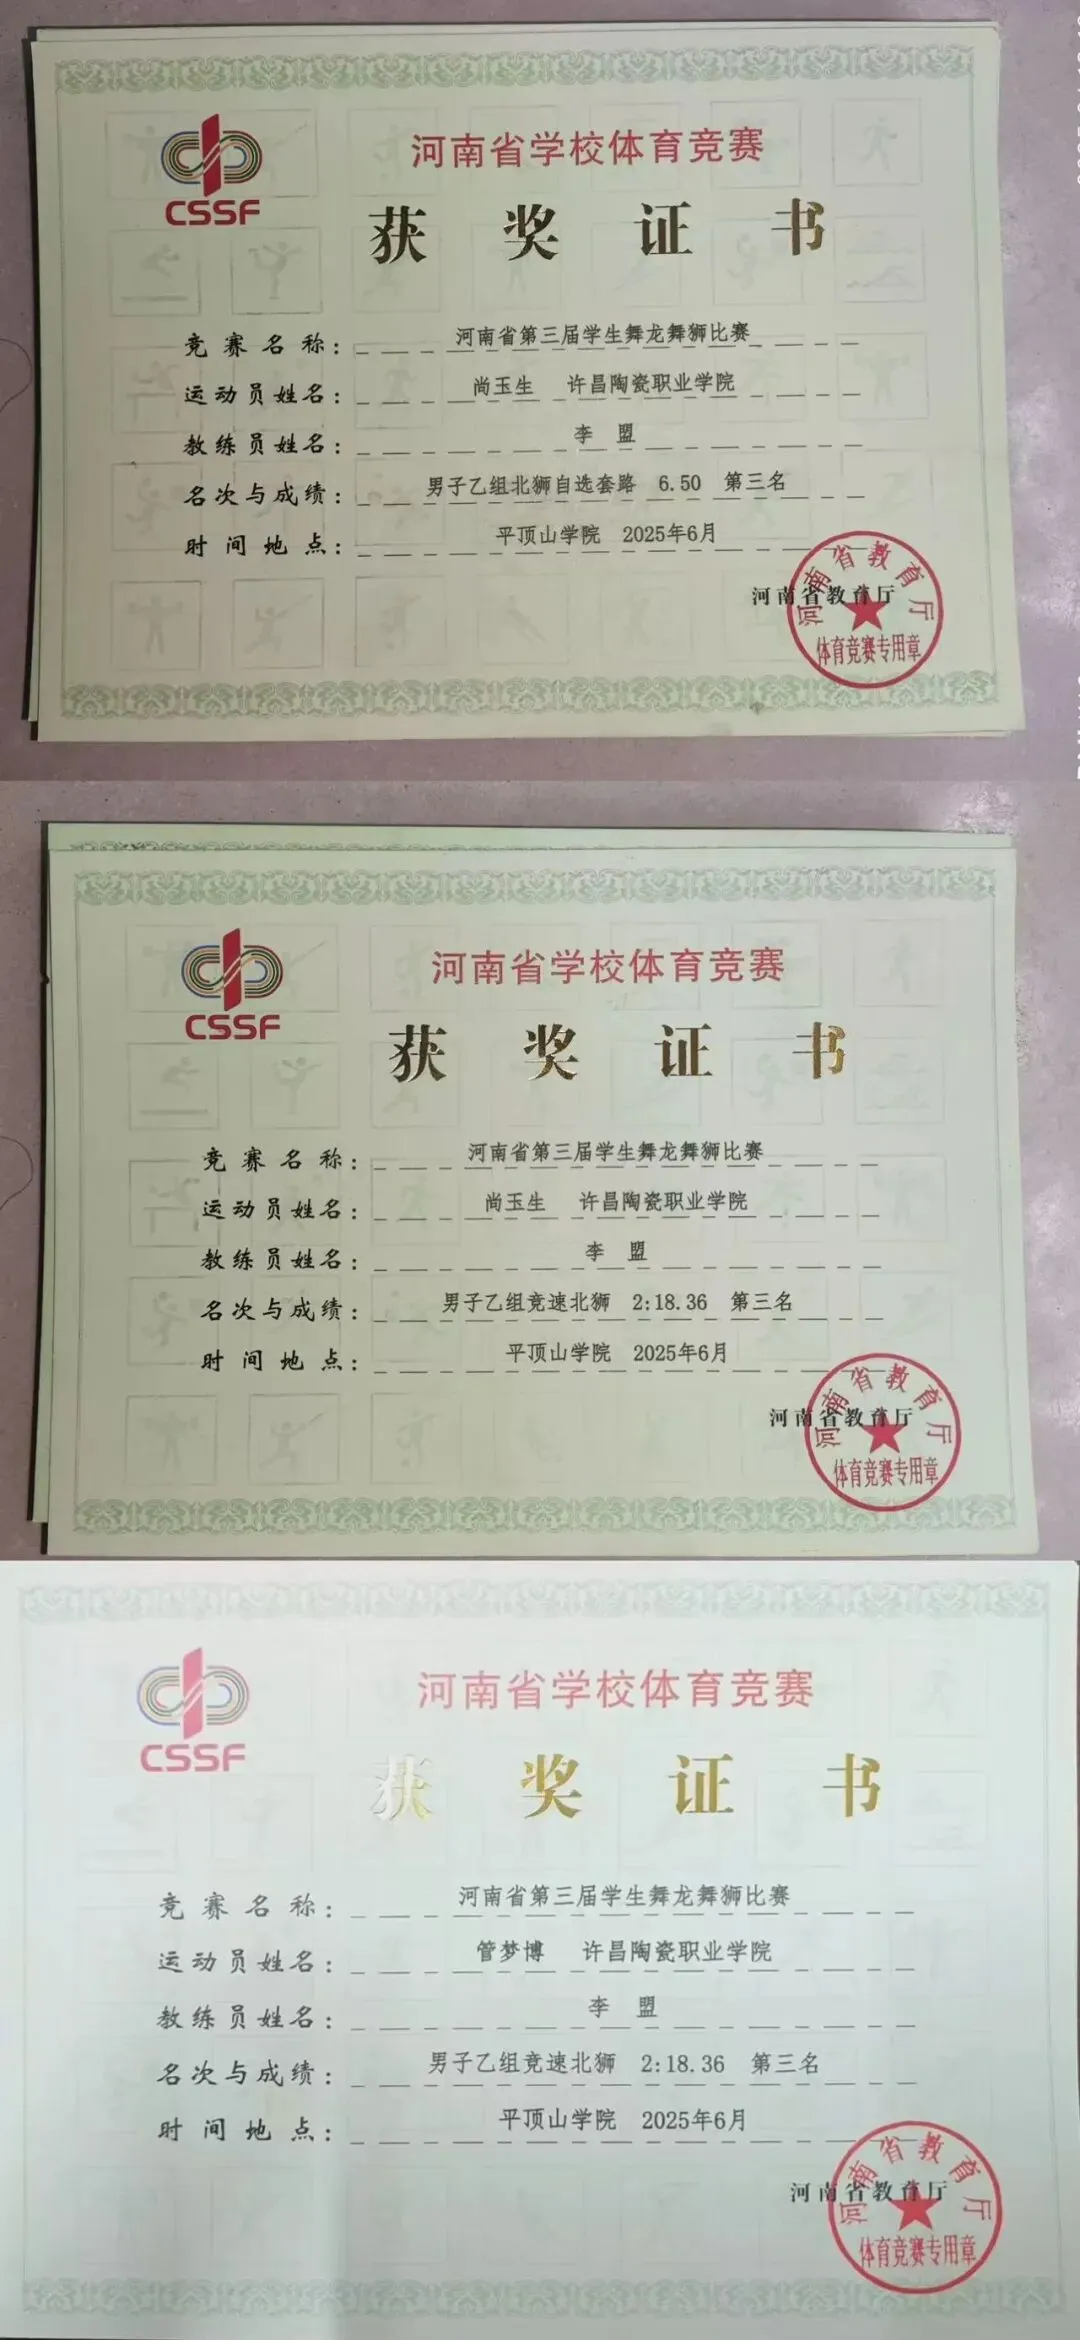 CSSF
河南省学校体育竞赛
获奖证书
竞赛名称: 河南省第三届学生舞龙舞狮比赛
运动员姓名: 尚玉生 许昌陶瓷职业学院
教练员姓名: 李 盟
名次与成绩: 男子乙组北狮自选套路 6.50 第三名
时间地点: 平顶山学院 2025年6月
河南省教育厅
河南省教育厅
体育竞赛专用章
CSSF
河南省学校体育竞赛
获奖证书
竞赛名称: 河南省第三届学生舞龙舞狮比赛
运动员姓名: 尚玉生 许昌陶瓷职业学院
教练员姓名: 李 盟
名次与成绩: 男子乙组竞速北狮 2:18.36 第三名
时间地点: 平顶山学院 2025年6月
河南省教育厅
河南省教育厅
体育竞赛专用章
CSSF
河南省学校体育竞赛
获奖证书
竞赛名称: 河南省第三届学生舞龙舞狮比赛
运动员姓名: 管梦博 许昌陶瓷职业学院
教练员姓名: 李 盟
名次与成绩: 男子乙组竞速北狮 2:18.36 第三名
时间地点: 平顶山学院 2025年6月
河南省教育厅
河南省教育厅
体育竞赛专用章